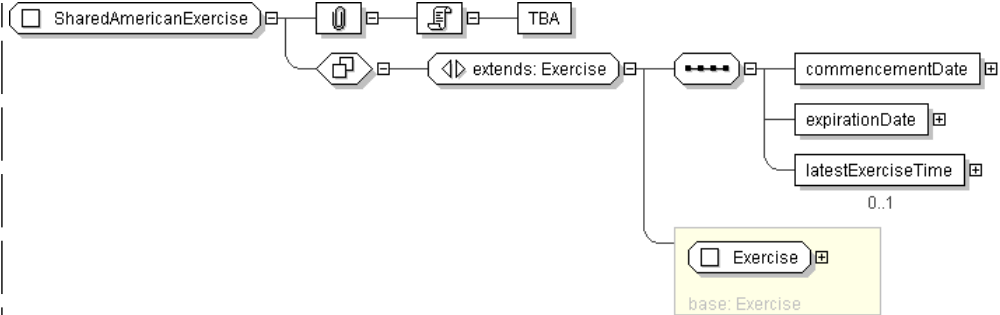 SharedAmericanExercise
TBA
extends: Exercise
commencementDate
expirationDate
latestExerciseTime
0..1
Exercise
base: Exercise